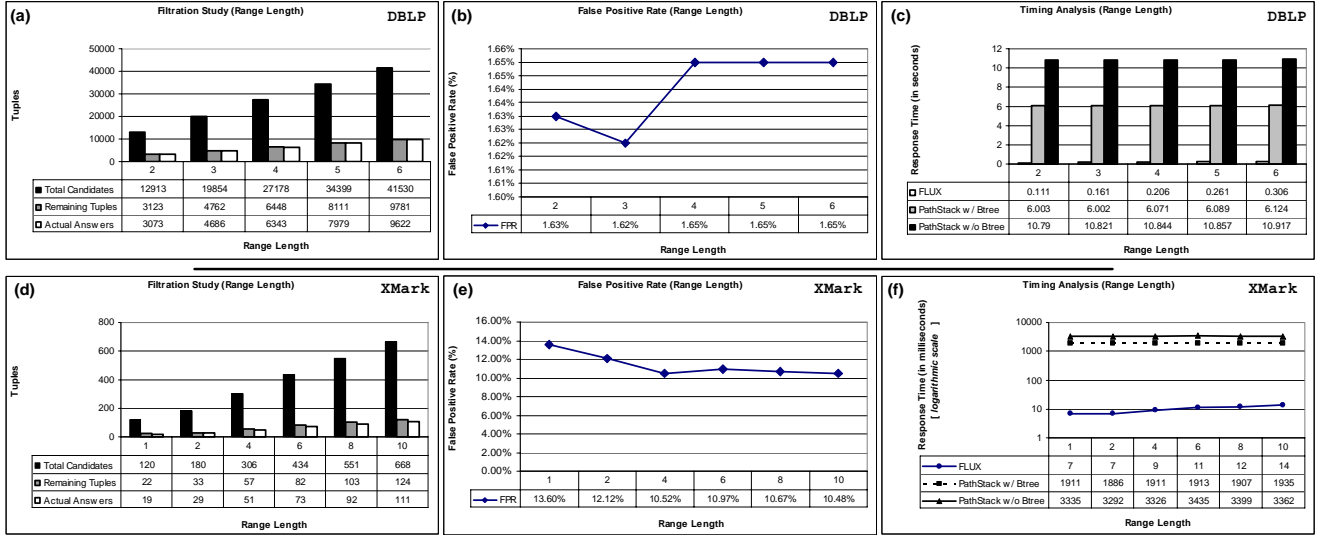 (a) Filtration Study (Range Length) DBLP
Tuples
50000
40000
30000
20000
10000
0
2 3 4 5 6
Total Candidates 12913 19854 27178 34399 41530
Remaining Tuples 3123 4762 6448 8111 9781
Actual Answers 3073 4686 6343 7979 9622
Range Length
(b) False Positive Rate (Range Length) DBLP
False Positive Rate (%)
1.66%
1.65%
1.65%
1.64%
1.64%
1.63%
1.63%
1.62%
1.62%
1.61%
1.61%
1.60%
2 3 4 5 6
FPR 1.63% 1.62% 1.65% 1.65% 1.65%
Range Length
(c) Timing Analysis (Range Length) DBLP
Response Time (in seconds)
12
10
8
6
4
2
0
2 3 4 5 6
FLUX 0.111 0.161 0.206 0.261 0.306
PathStack w/ Btree 6.003 6.002 6.071 6.089 6.124
PathStack w/o Btree 10.79 10.821 10.844 10.857 10.917
Range Length
(d) Filtration Study (Range Length) XMark
Tuples
800
600
400
200
0
1 2 4 6 8 10
Total Candidates 120 180 306 434 551 668
Remaining Tuples 22 33 57 82 103 124
Actual Answers 19 29 51 73 92 111
Range Length
(e) False Positive Rate (Range Length) XMark
False Positive Rate (%)
16.00%
14.00%
12.00%
10.00%
8.00%
6.00%
4.00%
2.00%
0.00%
1 2 4 6 8 10
FPR 13.60% 12.12% 10.52% 10.97% 10.67% 10.48%
Range Length
(f) Timing Analysis (Range Length) XMark
Response Time (in milliseconds)
[ logarithmic scale ]
10000
1000
100
10
1
1 2 4 6 8 10
FLUX 7 7 9 11 12 14
PathStack w/ Btree 1911 1886 1911 1913 1907 1935
PathStack w/o Btree 3335 3292 3326 3435 3399 3362
Range Length